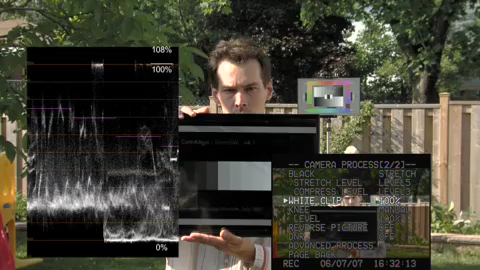 108%
100%
0%
-- CAMERA PROCESS[2/2] --
BLACK STRETCH
/STRETCH LEVEL LEVEL5
COMPRESS LEVEL LEVEL5
▶WHITE CLIP 100%
KNEE MANUAL
LEVEL
REVERSE PICTURE
ADVANCED PROCESS
PAGE BACK
REC 06/07/07 16:32:13